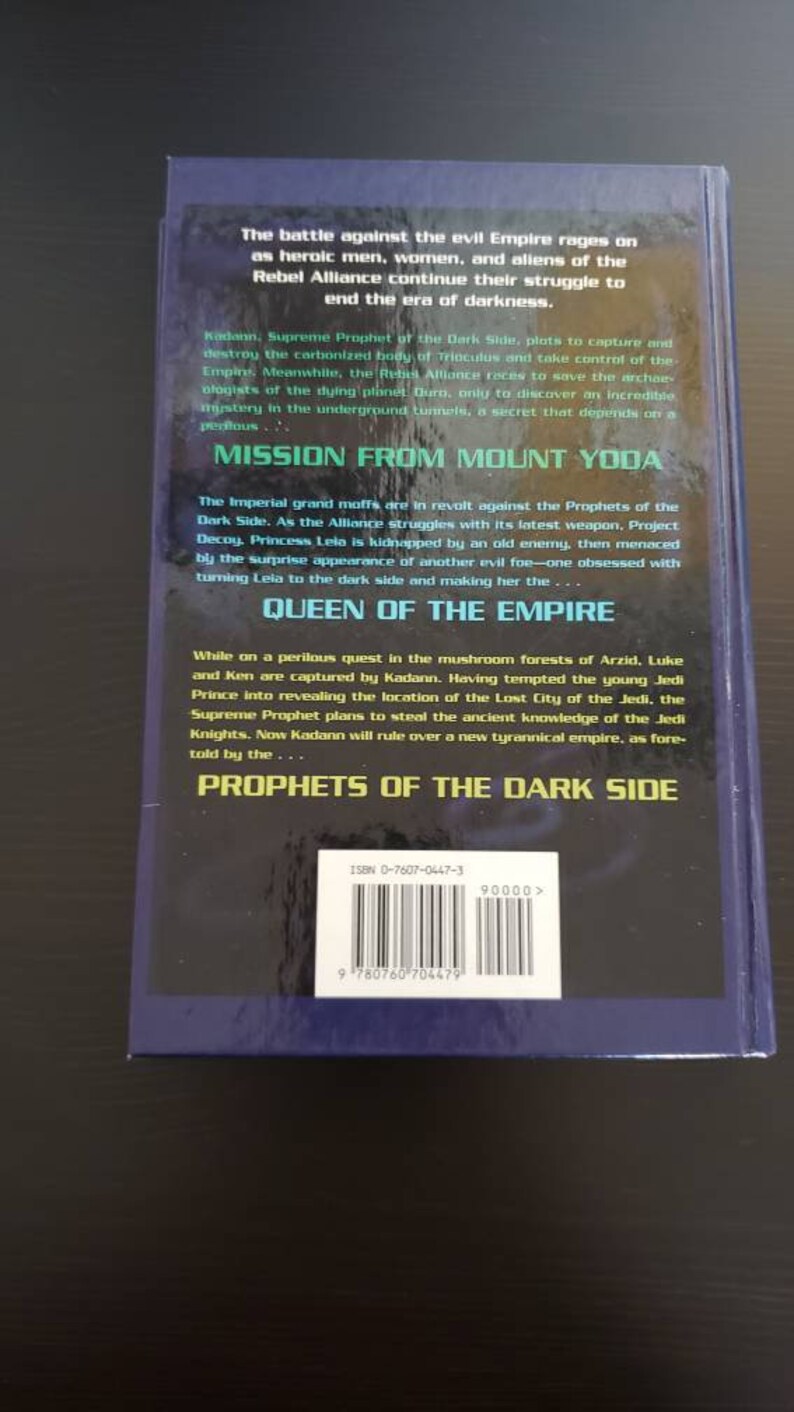 The battle against the evil Empire rages on
as heroic men, women, and aliens of the
Rebel Alliance continue their struggle to
end the era of darkness.
Kadann, Supreme Prophet of the Dark Side, plots to capture and
destroy the carbonized body of Trioculus and take control of the
Empire. Meanwhile, the Rebel Alliance races to save the archae-
ologists of the dying planet Duro, only to discover an incredible
mystery in the underground tunnels, a secret that depends on a
perilous . . .
MISSION FROM MOUNT YODA
The Imperial grand moffs are in revolt against the Prophets of the
Dark Side. As the Alliance struggles with its latest weapon, Project
Decoy, Princess Leia is kidnapped by an old enemy, then menaced
by the surprise appearance of another evil foe—one obsessed with
turning Leia to the dark side and making her the . . .
QUEEN OF THE EMPIRE
While on a perilous quest in the mushroom forests of Arzid, Luke
and Ken are captured by Kadann. Having tempted the young Jedi
Prince into revealing the location of the Lost City of the Jedi, the
Supreme Prophet plans to steal the ancient knowledge of the Jedi
Knights. Now Kadann will rule over a new tyrannical empire, as fore-
told by the . . .
PROPHETS OF THE DARK SIDE
ISBN 0-7607-0447-3
90000>
9 780760 704479